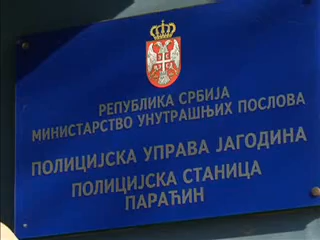 РЕПУБЛИКА СРБИЈА
МИНИСТАРСТВО УНУТРАШЊИХ ПОСЛОВА
ПОЛИЦИЈСКА УПРАВА ЈАГОДИНА
ПОЛИЦИЈСКА СТАНИЦА
ПАРАЋИН